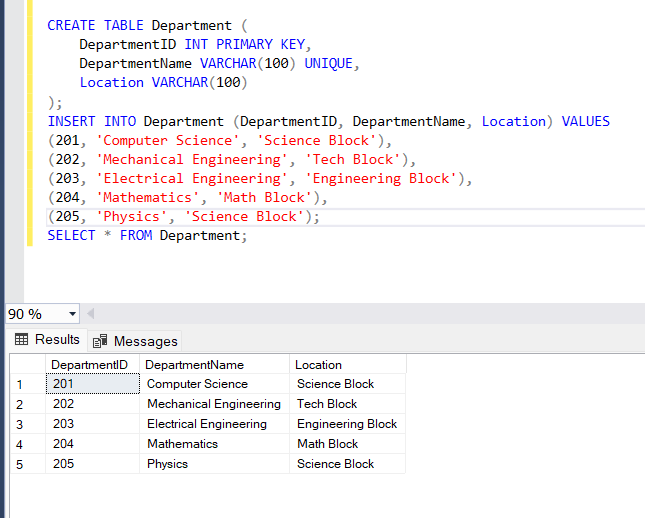 CREATE TABLE Department (
DepartmentID INT PRIMARY KEY,
DepartmentName VARCHAR(100) UNIQUE,
Location VARCHAR(100)
);
INSERT INTO Department (DepartmentID, DepartmentName, Location) VALUES
(201, 'Computer Science', 'Science Block'),
(202, 'Mechanical Engineering', 'Tech Block'),
(203, 'Electrical Engineering', 'Engineering Block'),
(204, 'Mathematics', 'Math Block'),
(205, 'Physics', 'Science Block');
SELECT * FROM Department;
90 %
Results Messages
DepartmentID DepartmentName Location
1 201 Computer Science Science Block
2 202 Mechanical Engineering Tech Block
3 203 Electrical Engineering Engineering Block
4 204 Mathematics Math Block
5 205 Physics Science Block